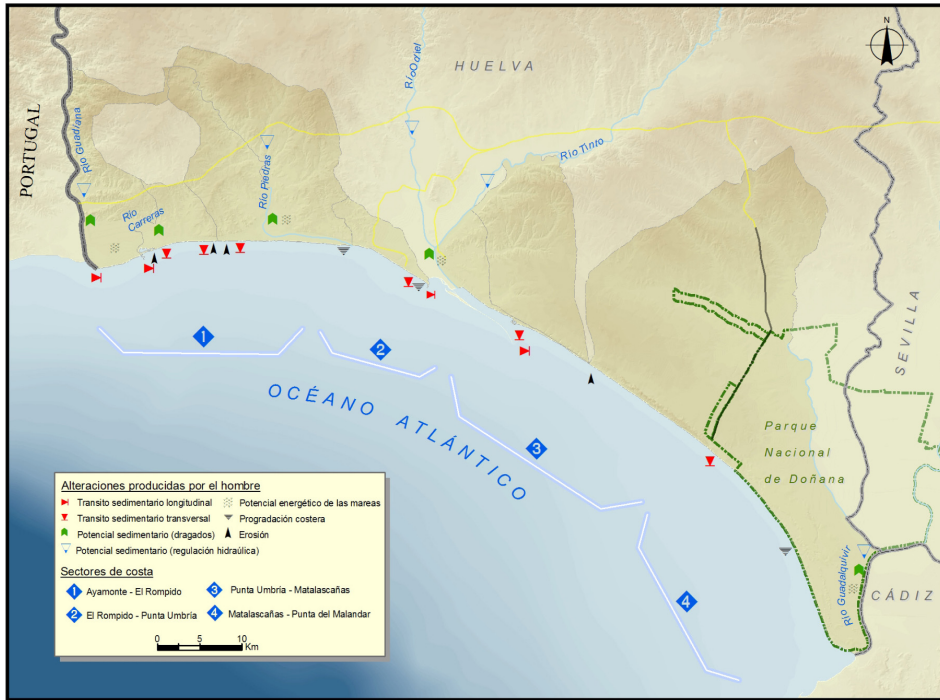 N
HUELVA
PORTUGAL
Río Guadiana
Río Carreras
Río Piedras
Río Odiel
Río Tinto
SEVILLA
OCÉANO ATLÁNTICO
Parque
Nacional
de Doñana
Río Guadalquivir
CÁDIZ
1
2
3
4
Alteraciones producidas por el hombre
Transito sedimentario longitudinal
Potencial energético de las mareas
Transito sedimentario transversal
Progradación costera
Potencial sedimentario (dragados)
Erosión
Potencial sedimentario (regulación hidraúlica)
Sectores de costa
1 Ayamonte - El Rompido
3 Punta Umbría - Matalascañas
2 El Rompido - Punta Umbría
4 Matalascañas - Punta del Malandar
0 5 10
Km